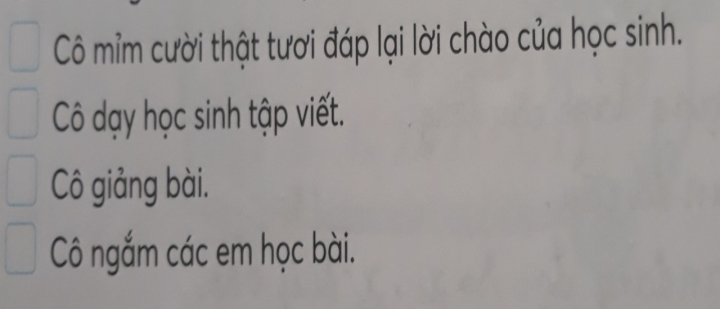 Cô mỉm cười thật tươi đáp lại lời chào của học sinh.
Cô dạy học sinh tập viết.
Cô giảng bài.
Cô ngắm các em học bài.